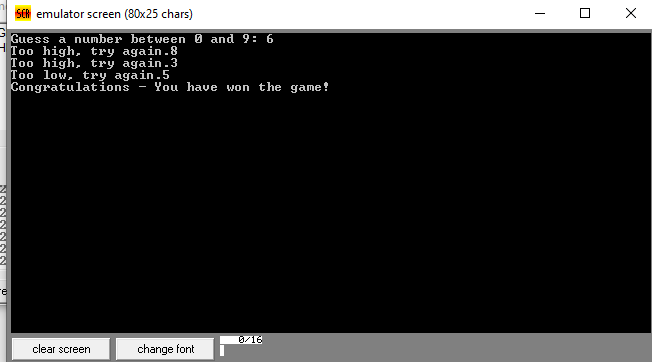 emulator screen (80x25 chars)
Guess a number between 0 and 9: 6
Too high, try again.8
Too high, try again.3
Too low, try again.5
Congratulations - You have won the game!
clear screen
change font
0/16